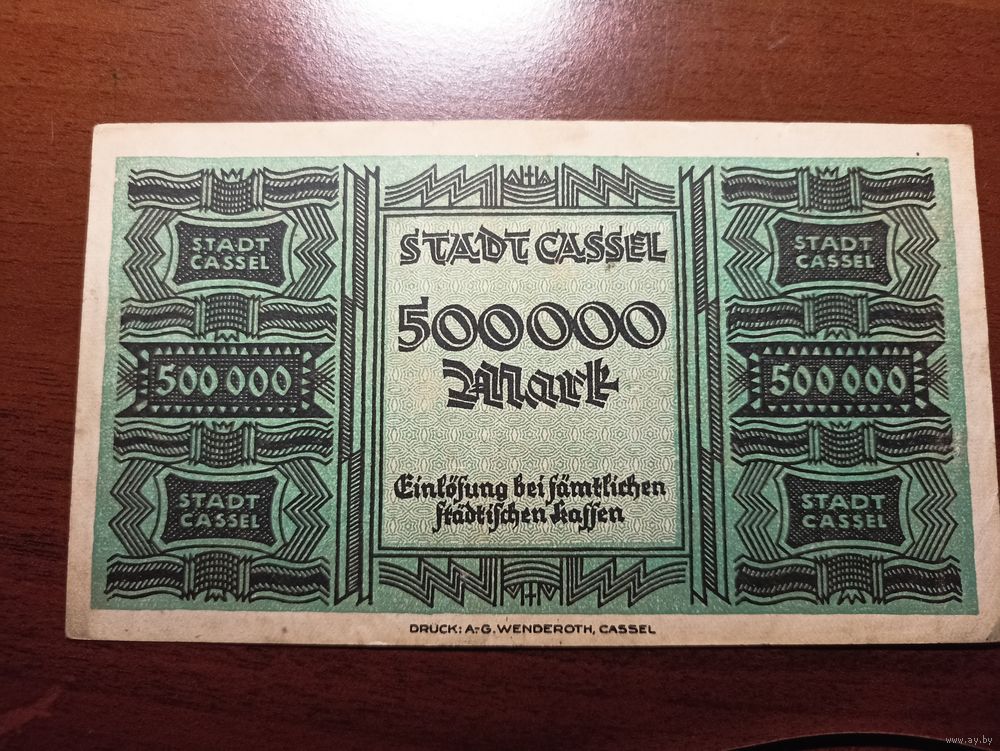 STADT
CASSEL
500 000
STADT
CASSEL
STADT CASSEL
500000
Mark
Einlösung bei sämtlichen
städtischen Kassen
STADT
CASSEL
500 000
STADT
CASSEL
DRUCK: A.-G. WENDEROTH, CASSEL
www.ay.by